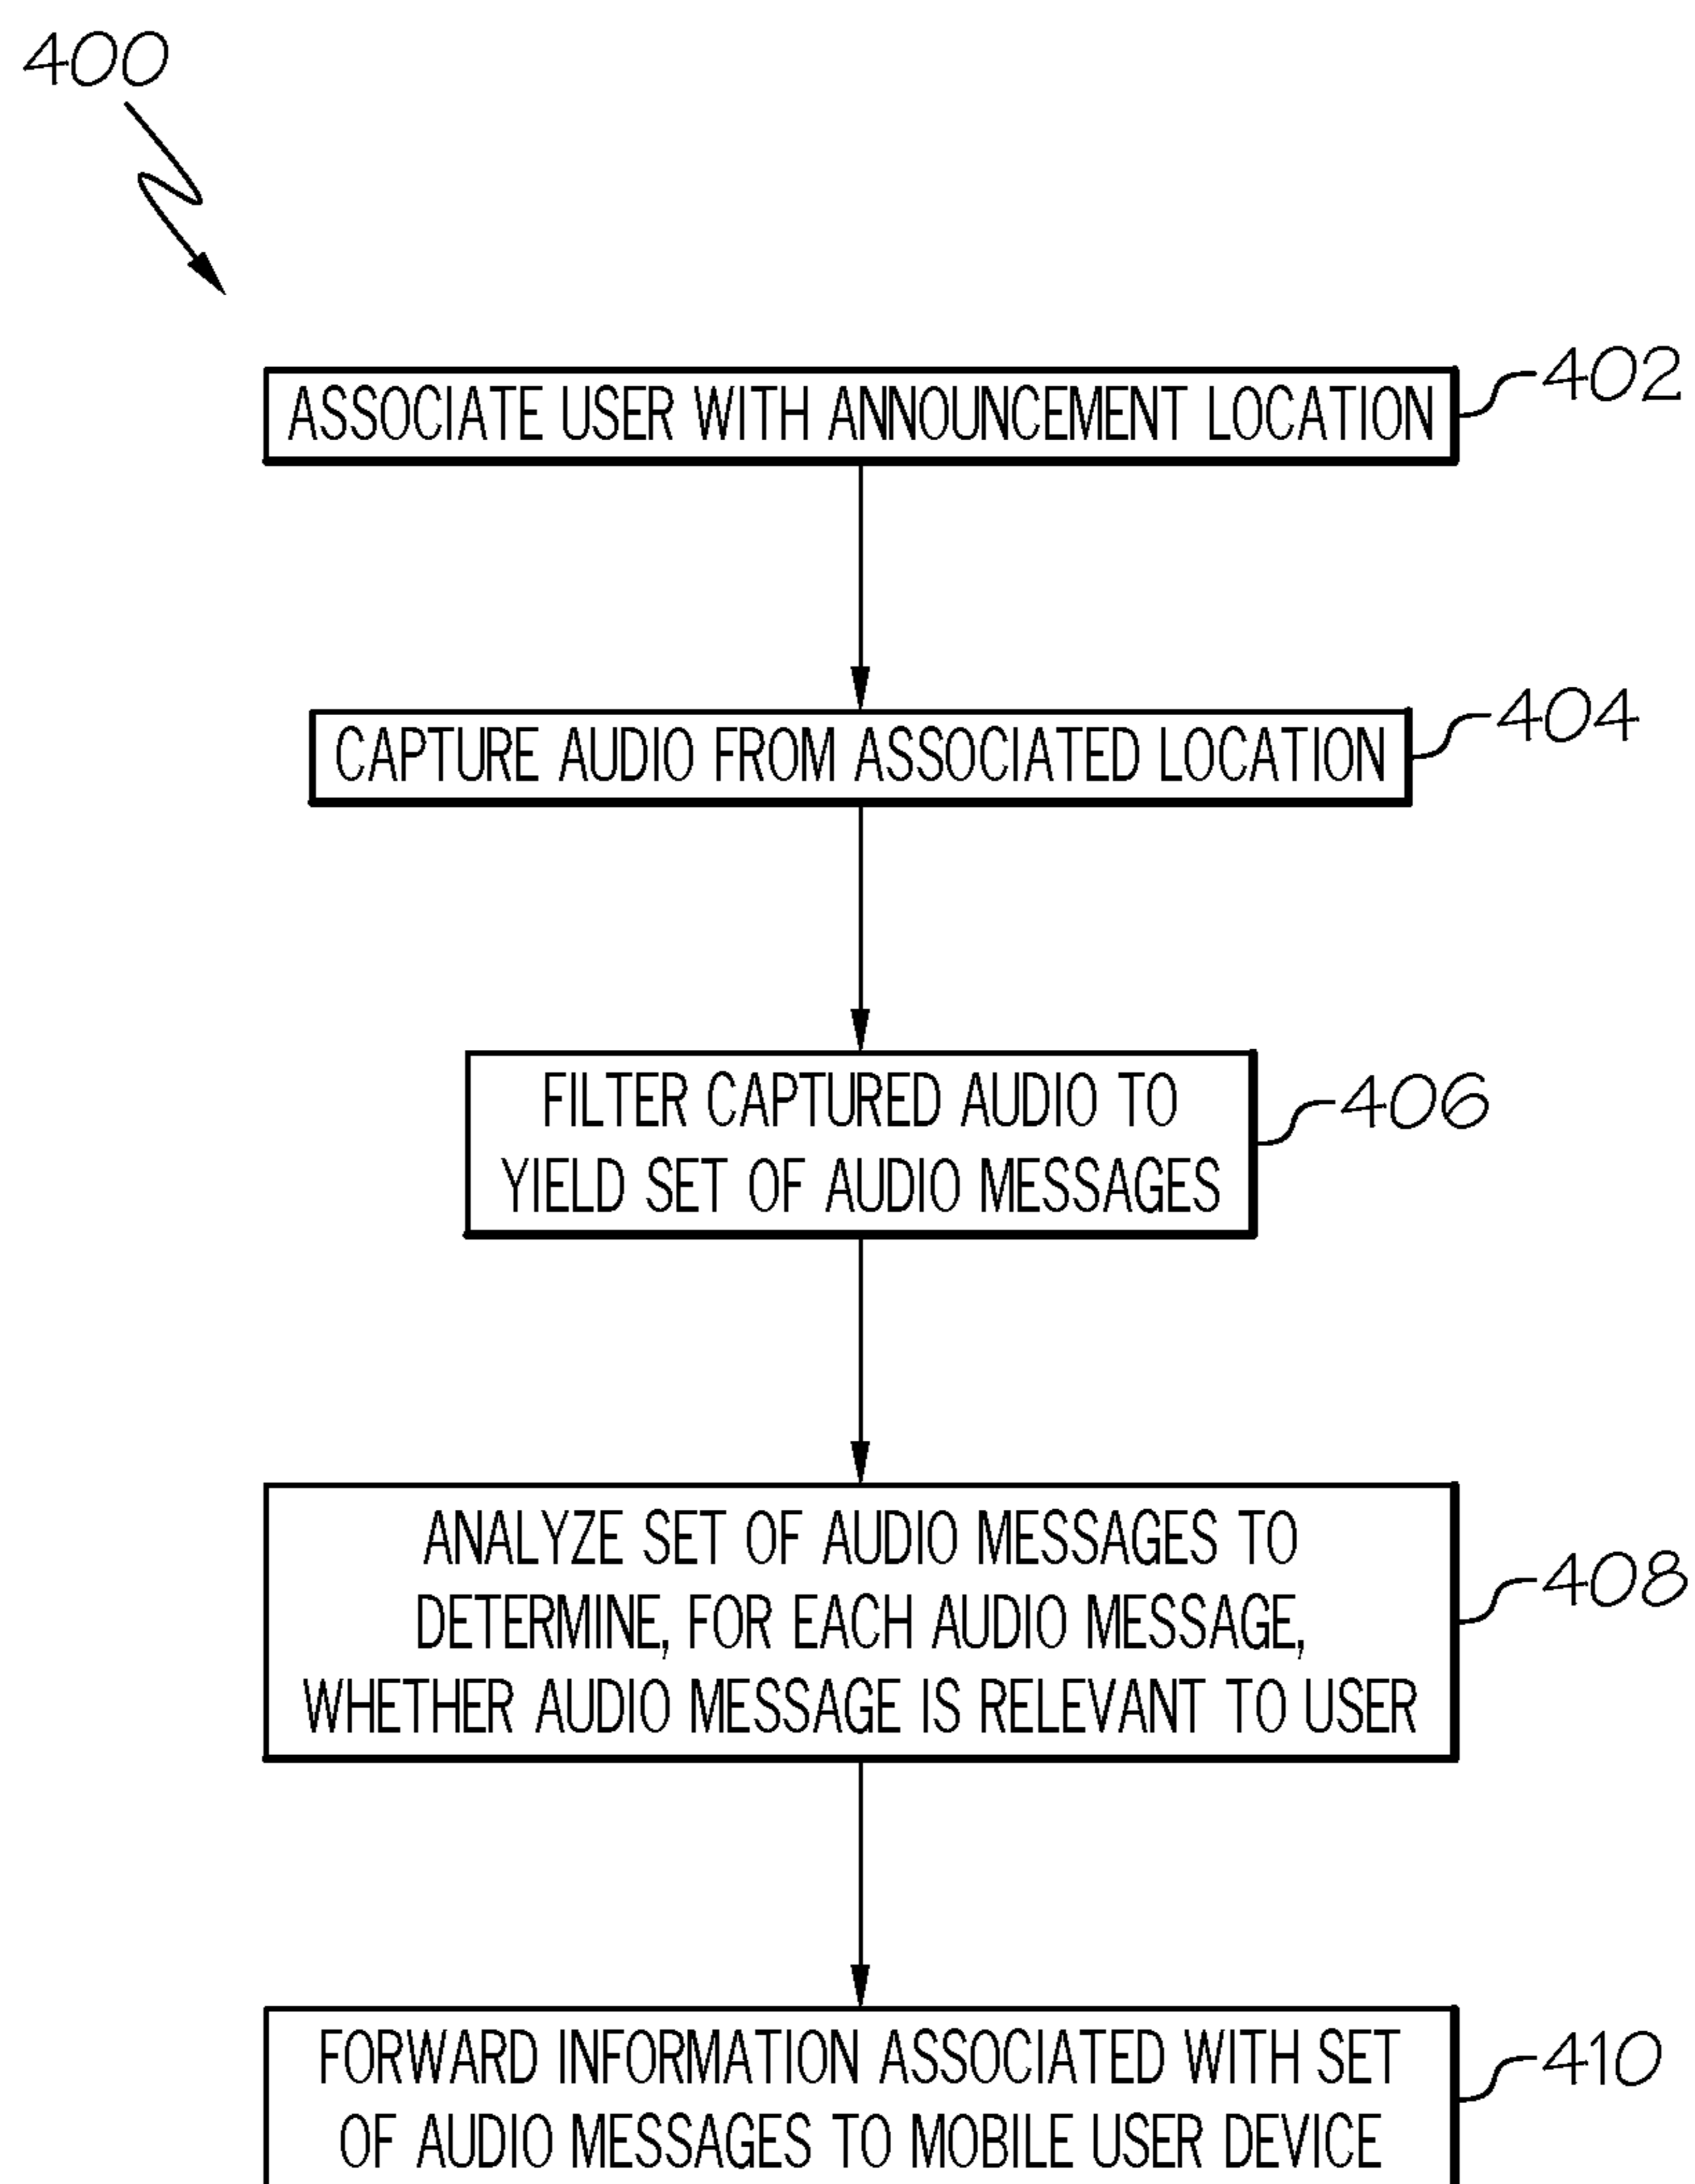 400
ASSOCIATE USER WITH ANNOUNCEMENT LOCATION
402
CAPTURE AUDIO FROM ASSOCIATED LOCATION
404
FILTER CAPTURED AUDIO TO
YIELD SET OF AUDIO MESSAGES
406
ANALYZE SET OF AUDIO MESSAGES TO
DETERMINE, FOR EACH AUDIO MESSAGE,
WHETHER AUDIO MESSAGE IS RELEVANT TO USER
408
FORWARD INFORMATION ASSOCIATED WITH SET
OF AUDIO MESSAGES TO MOBILE USER DEVICE
410